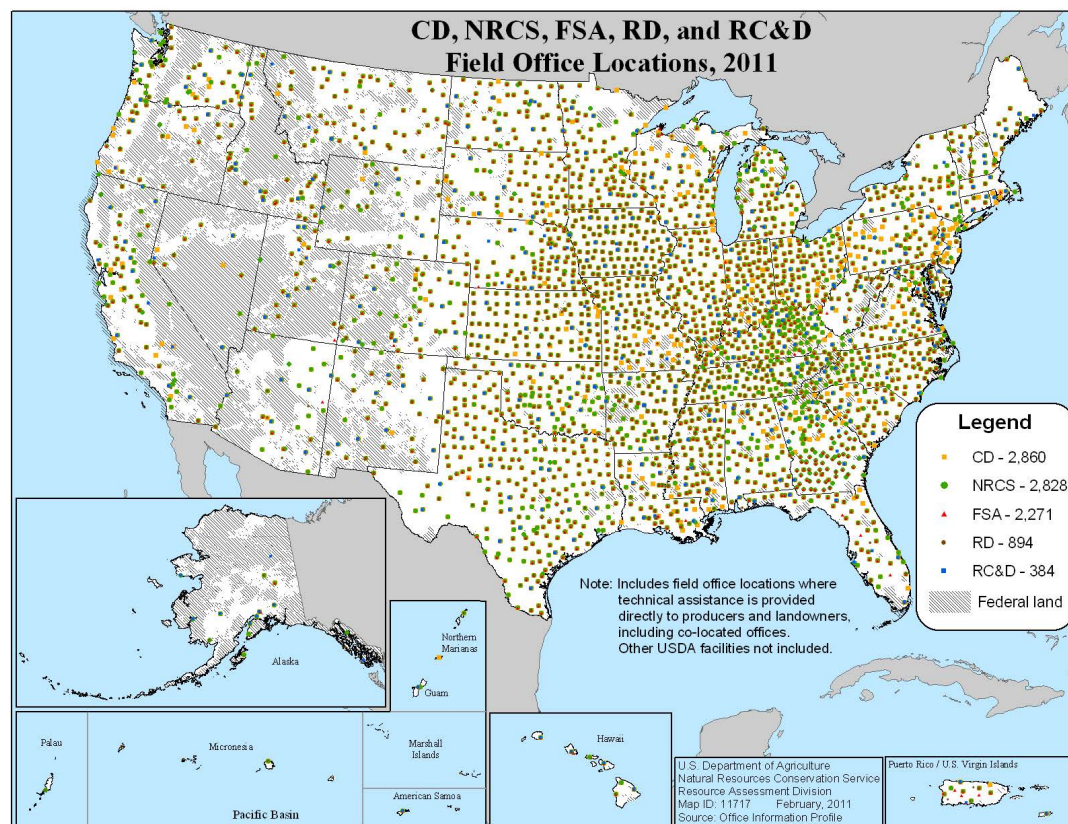 CD, NRCS, FSA, RD, and RC&D
Field Office Locations, 2011
Legend
CD - 2,860
NRCS - 2,828
FSA - 2,271
RD - 894
RC&D - 384
Federal land
Note: Includes field office locations where
technical assistance is provided
directly to producers and landowners,
including co-located offices.
Other USDA facilities not included.
Alaska
Northern
Marianas
Guam
Palau
Micronesia
Marshall
Islands
American Samoa
Pacific Basin
Hawaii
U.S. Department of Agriculture
Natural Resources Conservation Service
Resource Assessment Division
Map ID: 11717 February, 2011
Source: Office Information Profile
Puerto Rico / U.S. Virgin Islands